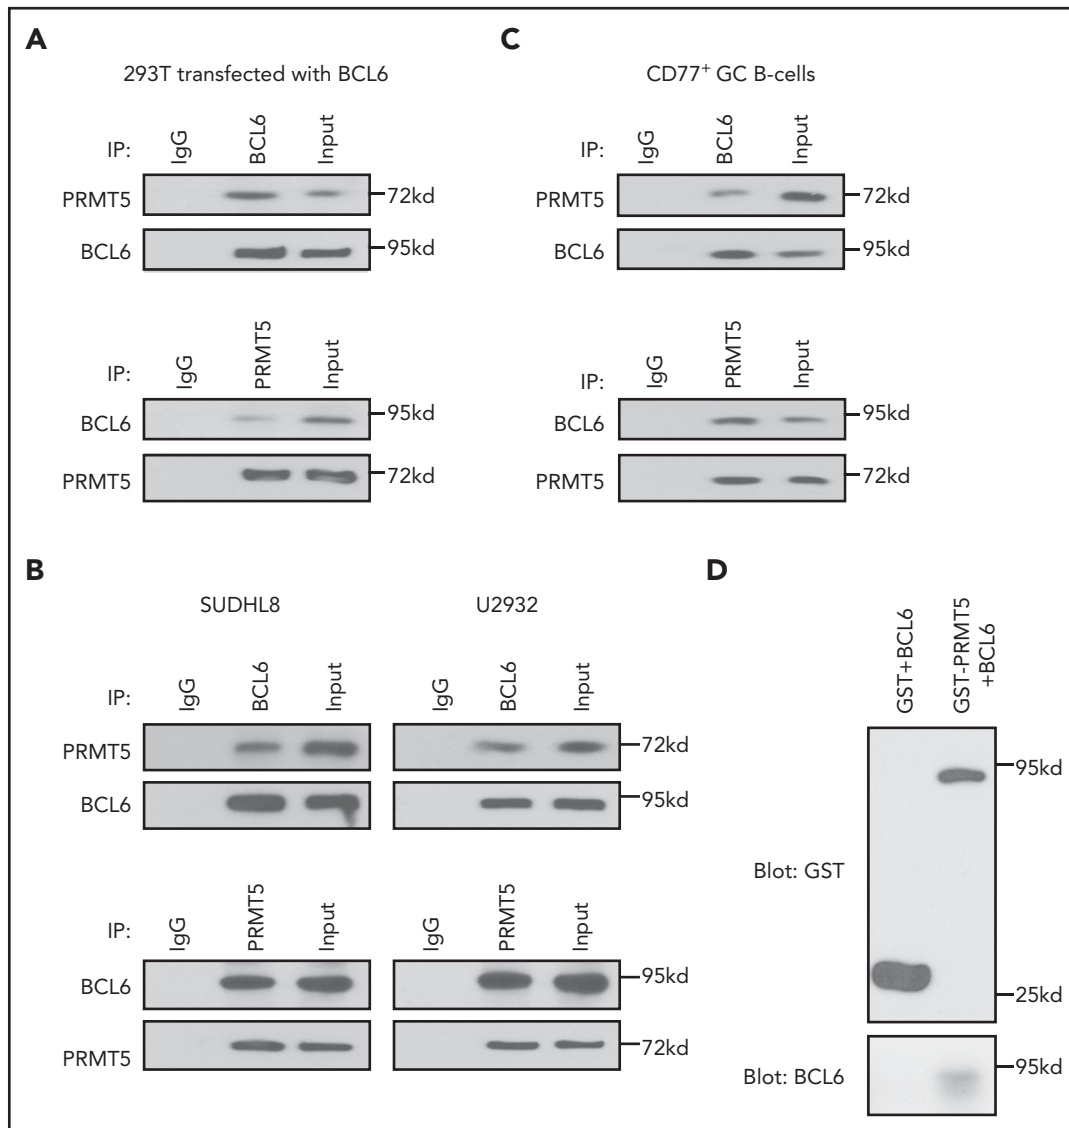 A
293T transfected with BCL6
IP: IgG BCL6 Input
PRMT5 72kd
BCL6 95kd
IP: IgG PRMT5 Input
BCL6 95kd
PRMT5 72kd
C
CD77+ GC B-cells
IP: IgG BCL6 Input
PRMT5 72kd
BCL6 95kd
IP: IgG PRMT5 Input
BCL6 95kd
PRMT5 72kd
B
SUDHL8 U2932
IP: IgG BCL6 Input IgG BCL6 Input
PRMT5 72kd
BCL6 95kd
IP: IgG PRMT5 Input IgG PRMT5 Input
BCL6 95kd
PRMT5 72kd
D
GST+BCL6
GST-PRMT5
+BCL6
95kd
Blot: GST
25kd
95kd
Blot: BCL6